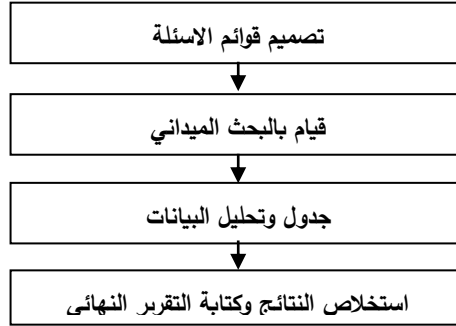 تصميم قوائم الاسئلة
قيام بالبحث الميداني
جدول وتحليل البيانات
استخلاص النتائج وكتابة التقرير النهائي